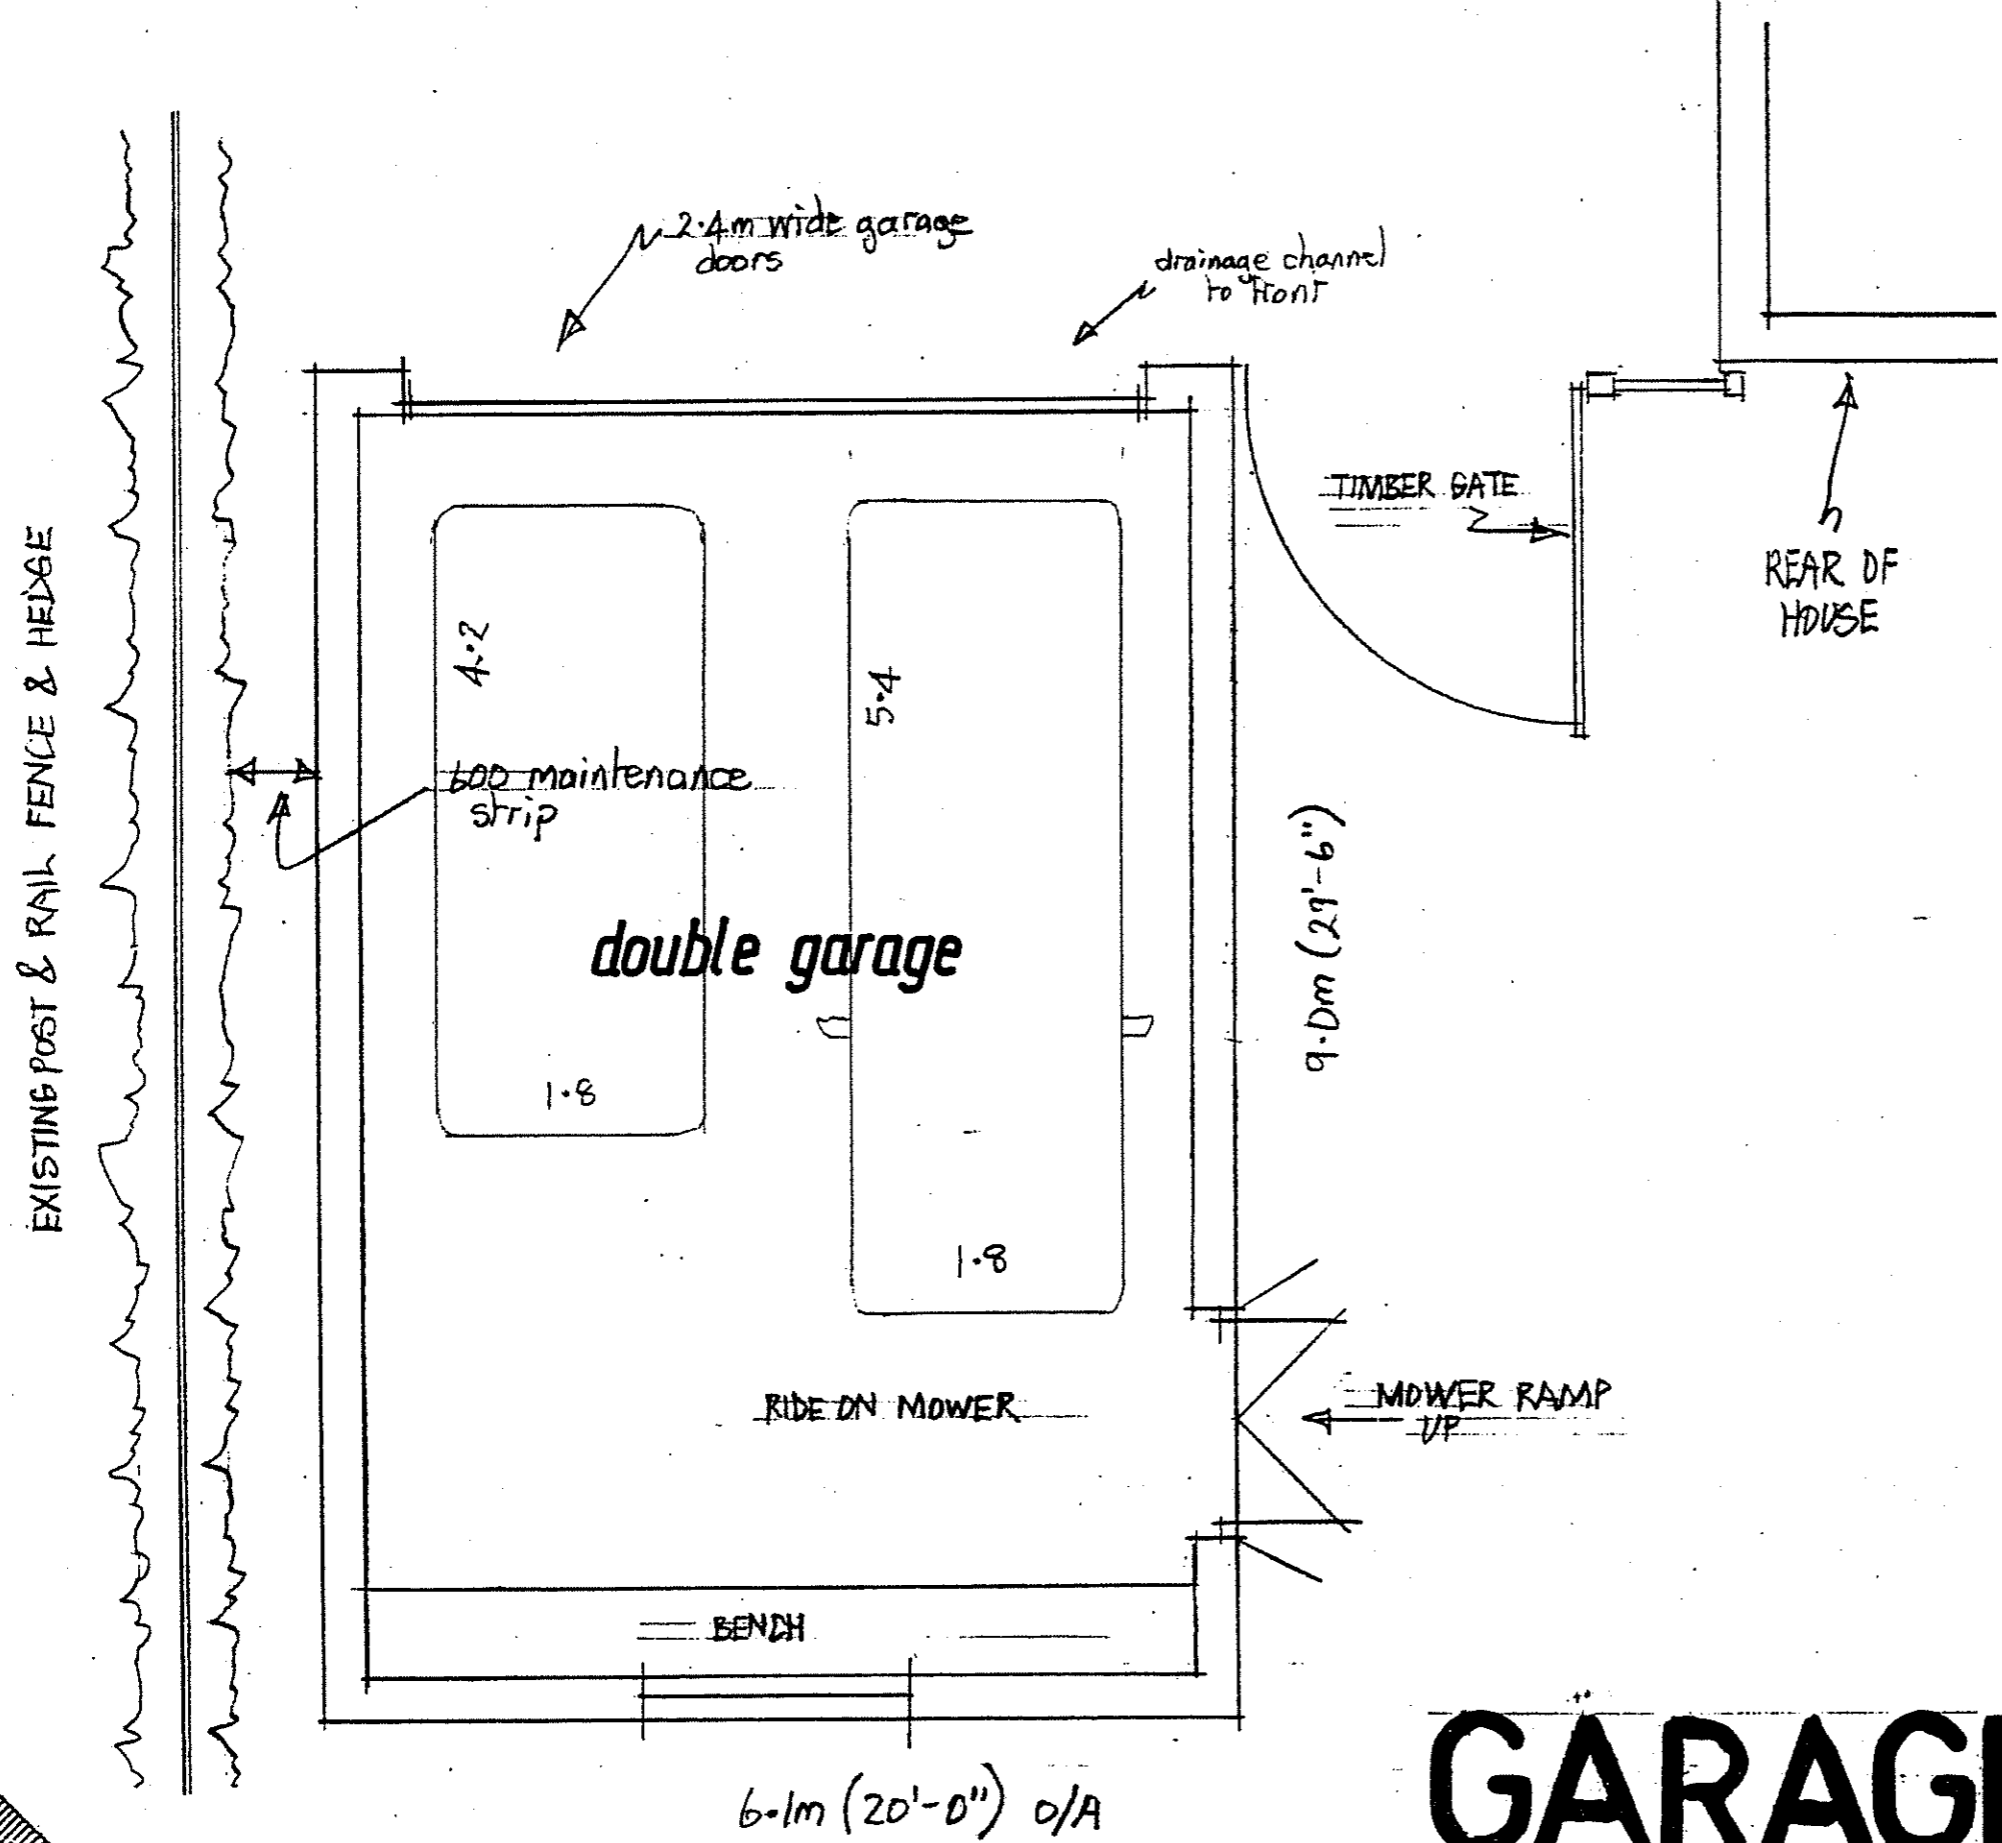 2.4m wide garage
doors
drainage channel
to front
TIMBER GATE
REAR OF
HOUSE
EXISTING POST & RAIL FENCE & HEDGE
4.2
5.4
600 maintenance
strip
double garage
9.0m (29'-6")
1.8
1.8
RIDE ON MOWER
MOWER RAMP
UP
BENCH
6.1m (20'-0") O/A
GARAG